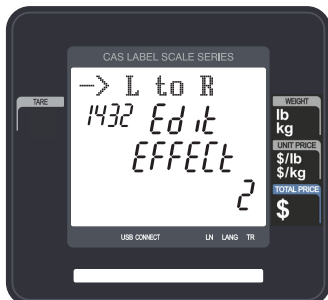 CAS LABEL SCALE SERIES
-> L to R
1432 Edit
EFFECt
2
TARE
WEIGHT
lb
kg
UNIT PRICE
$/lb
$/kg
TOTAL PRICE
$
USB CONNECT LN LANG TR